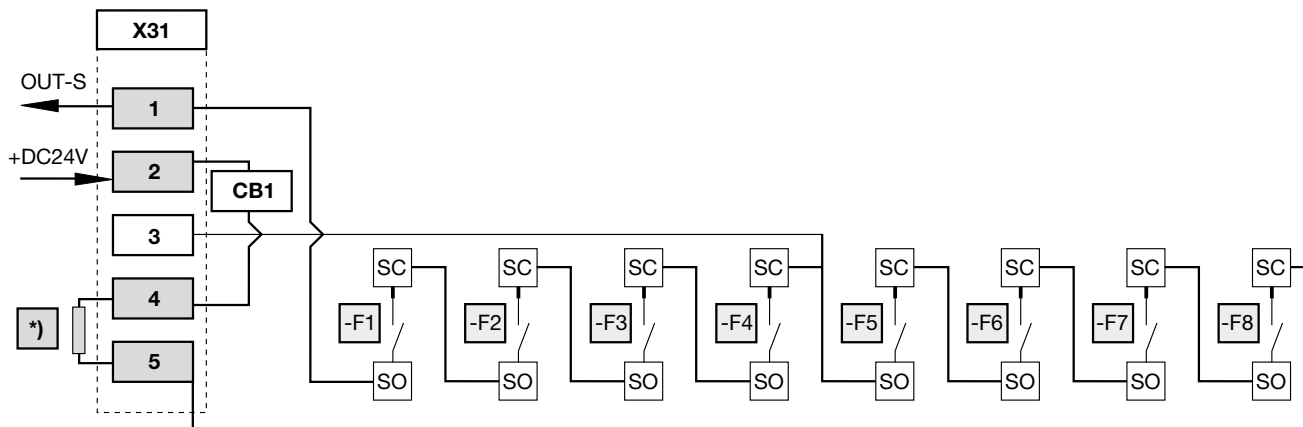 X31
OUT-S
1
+DC24V
2
CB1
3
SC SC SC SC SC SC SC SC
4
*)
-F1 -F2 -F3 -F4 -F5 -F6 -F7 -F8
5
SO SO SO SO SO SO SO SO